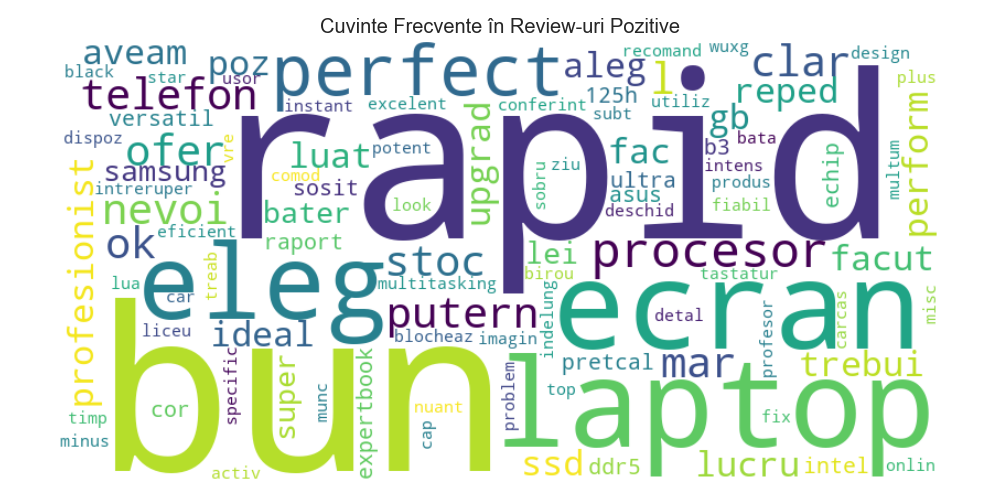 Cuvinte Frecvente în Review-uri Pozitive
aveam
poz
perfect
aleg
recomand
wuxg
clar
design
black
star
usor
telefon
instant
excelent
conferint
125h
l
utiliz
reped
plus
versatil
subt
gb
dispoz
ofer
vre
luat
potent
upgrad
fac
b3
bata
perform
rapid
samsung
comod
intens
multum
intreruper
sosit
sobru
ziu
ultra
asus
produs
echip
nevoi
bater
look
deschid
fiabil
professionist
ok
eficient
raport
eleg
stoc
lei
procesor
facut
treab
birou
tastatur
lua
car
multitasking
ecran
misc
putern
indelung
detal
carcas
liceu
ideal
blocheaz
imagin
bun
pretcal
mar
profesor
trebui
specific
super
expertbook
problem
top
laptop
timp
cor
munc
nuant
fix
minus
cap
activ
ssd
ddr5
lucru
intel
onlin